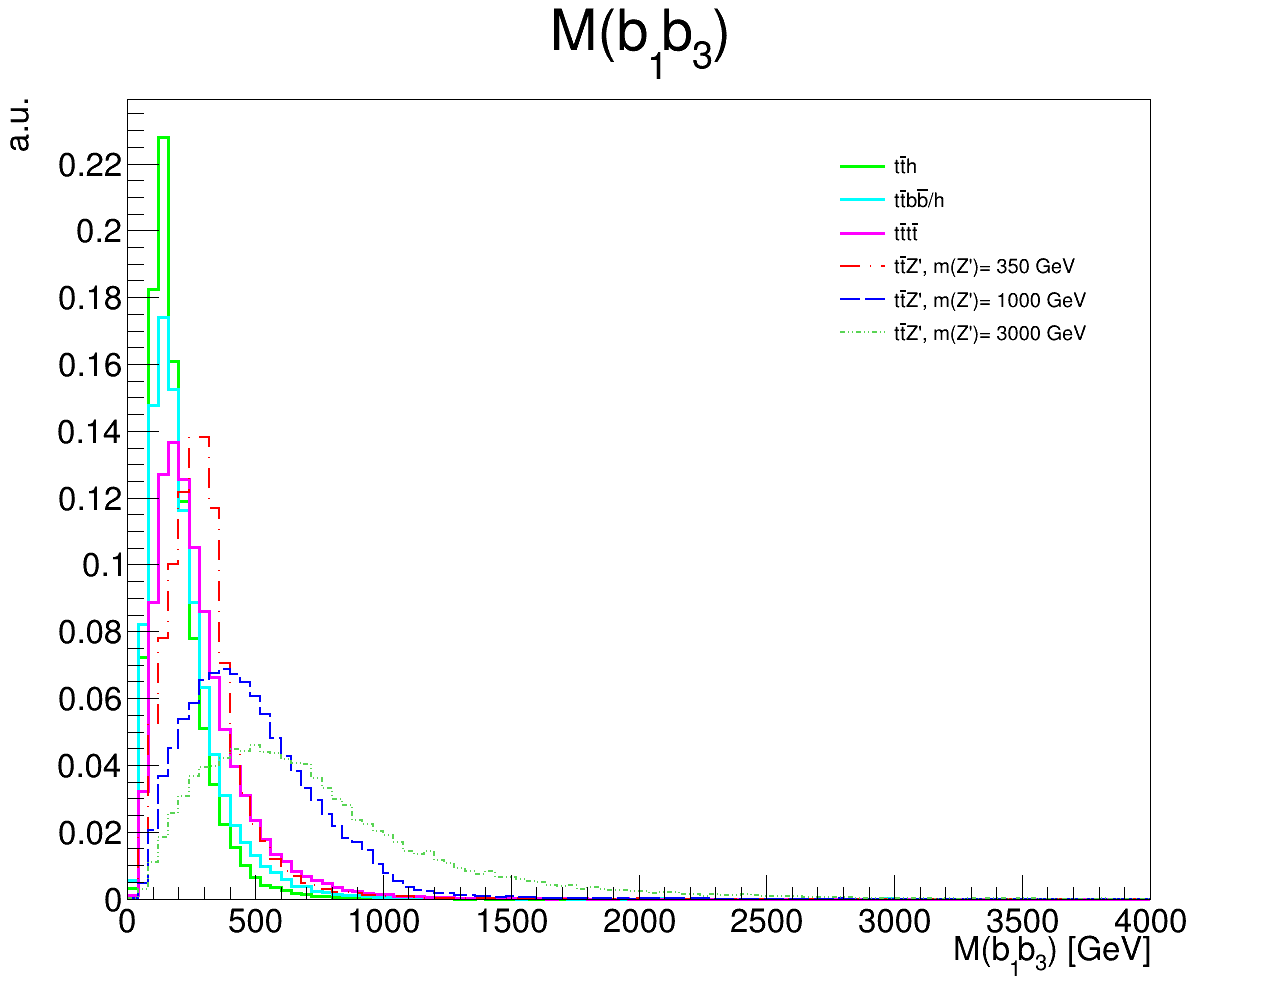 M(b₁b₃)
a.u.
0.22
0.2
0.18
0.16
0.14
0.12
0.1
0.08
0.06
0.04
0.02
0
tt̄h
tt̄bb̄/h
tt̄tt̄
tt̄Z', m(Z')= 350 GeV
tt̄Z', m(Z')= 1000 GeV
tt̄Z', m(Z')= 3000 GeV
0 500 1000 1500 2000 2500 3000 3500 4000
M(b₁b₃) [GeV]